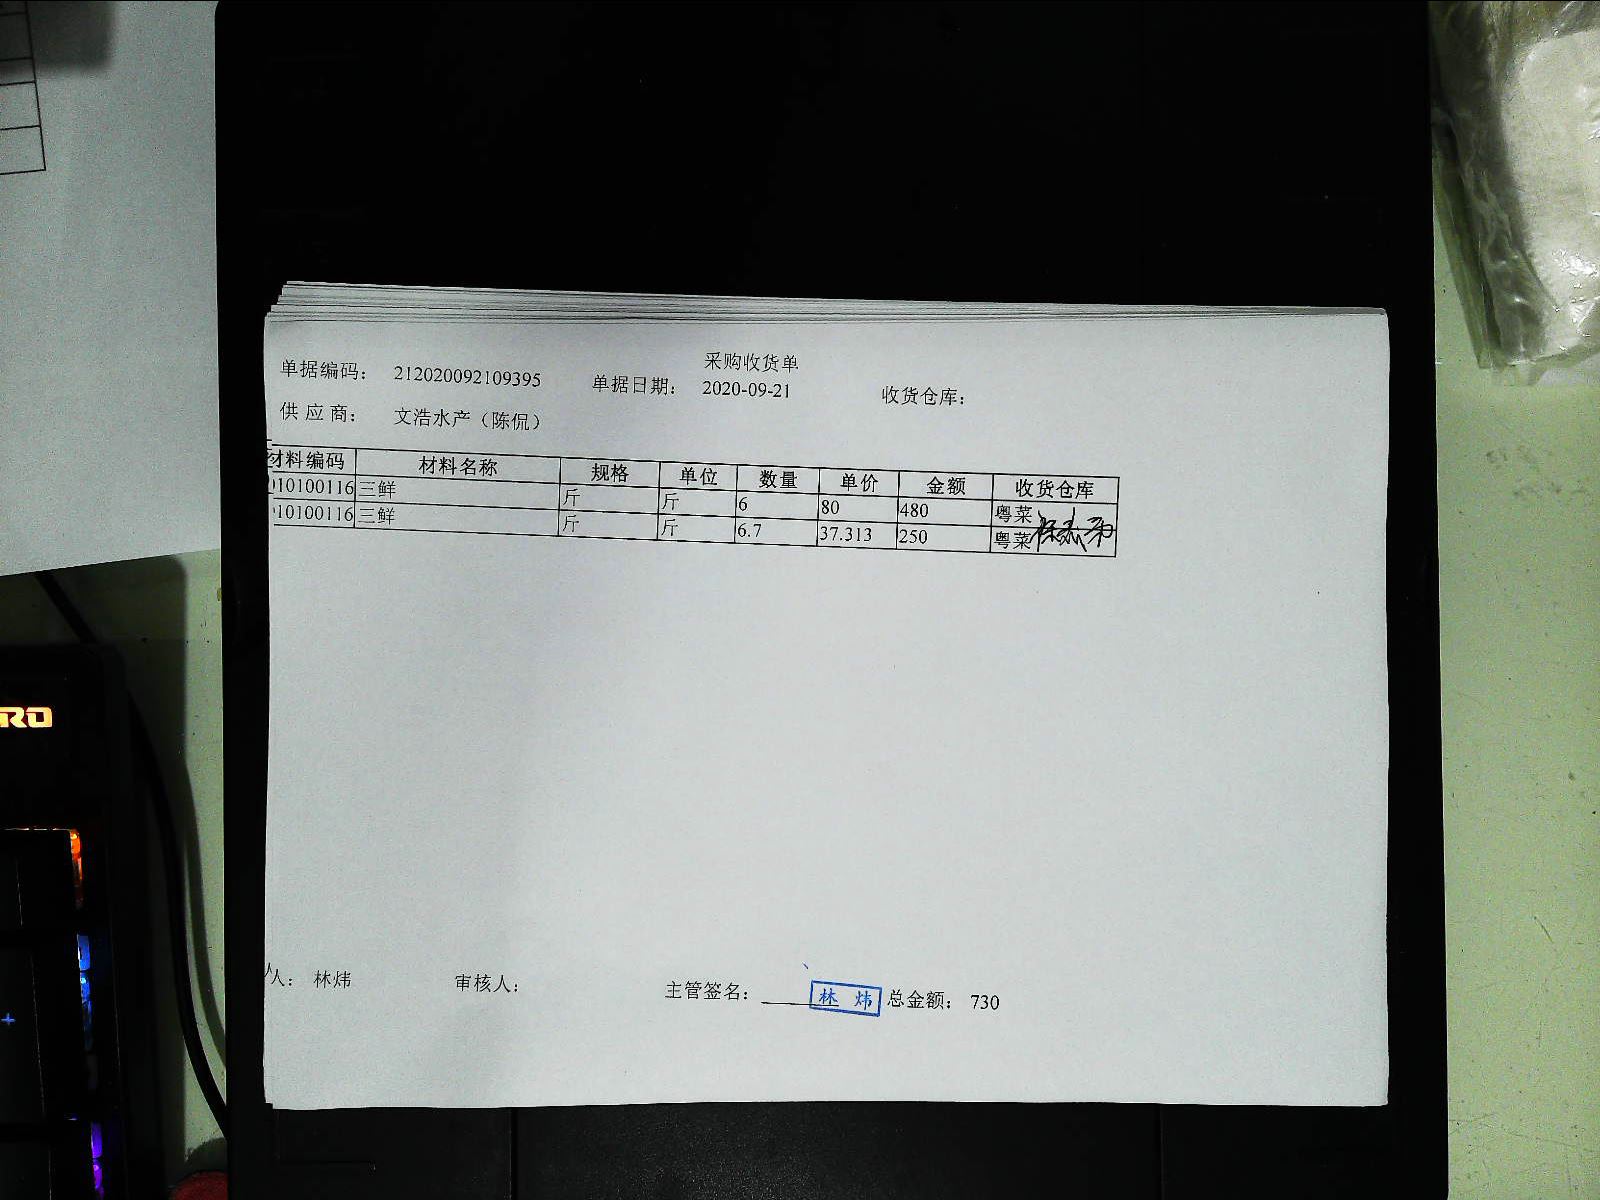 采购收货单
单据编码： 212020092109395 单据日期： 2020-09-21 收货仓库：
供 应 商： 文浩水产（陈侃）
材料编码 材料名称 规格 单位 数量 单价 金额 收货仓库
10100116 三鲜 斤 斤 6 80 480 粤菜
10100116 三鲜 斤 斤 6.7 37.313 250 粤菜
人： 林炜 审核人： 主管签名： 林 炜 总金额： 730
RO